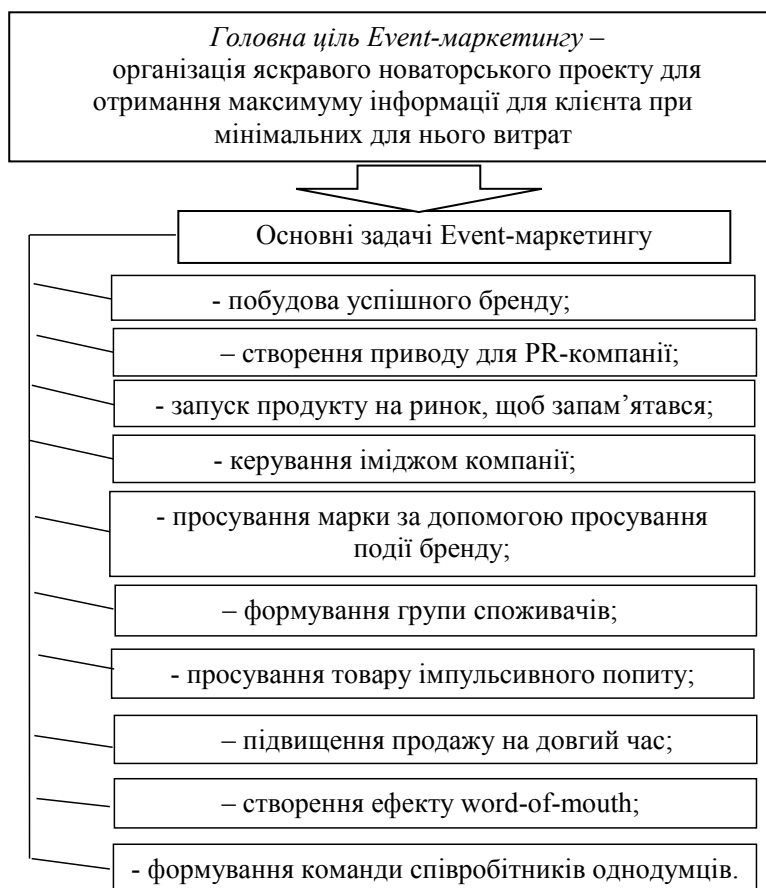 Головна ціль Event-маркетингу –
організація яскравого новаторського проекту для
отримання максимуму інформації для клієнта при
мінімальних для нього витрат
Основні задачі Event-маркетингу
- побудова успішного бренду;
– створення приводу для PR-компанії;
- запуск продукту на ринок, щоб запам’ятався;
- керування іміджом компанії;
- просування марки за допомогою просування
події бренду;
– формування групи споживачів;
- просування товару імпульсивного попиту;
– підвищення продажу на довгий час;
– створення ефекту word-of-mouth;
- формування команди співробітників однодумців.